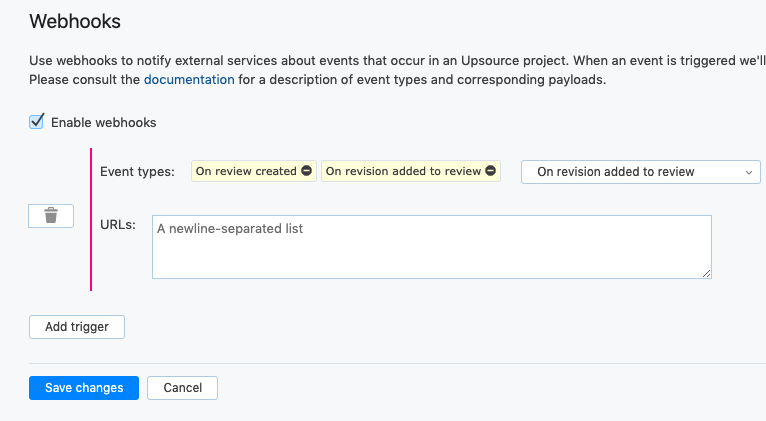 Webhooks
Use webhooks to notify external services about events that occur in an Upsource project. When an event is triggered we'll
Please consult the documentation for a description of event types and corresponding payloads.
Enable webhooks
Event types: On review created On revision added to review On revision added to review
URLs: A newline-separated list
Add trigger
Save changes Cancel